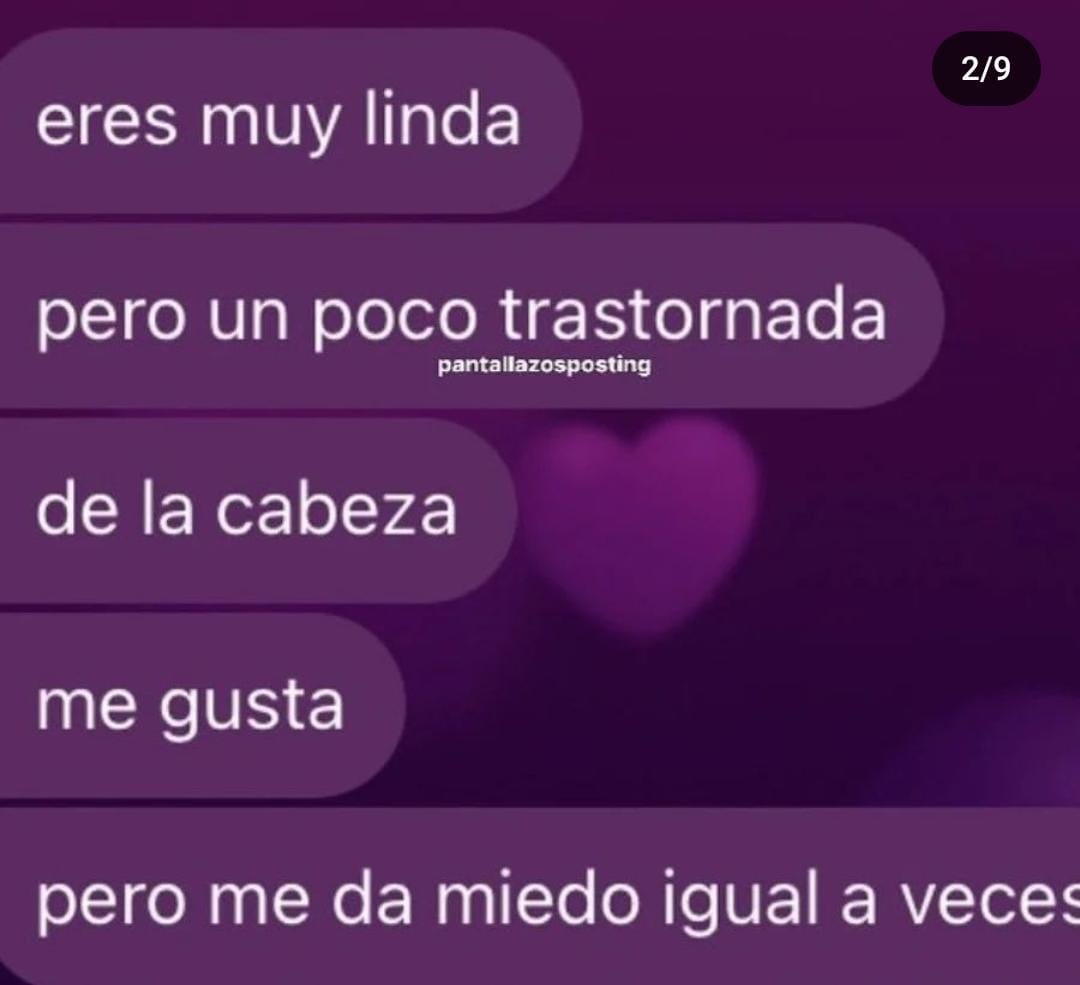 2/9
eres muy linda
pero un poco trastornada
pantallazosposting
de la cabeza
me gusta
pero me da miedo igual a veces